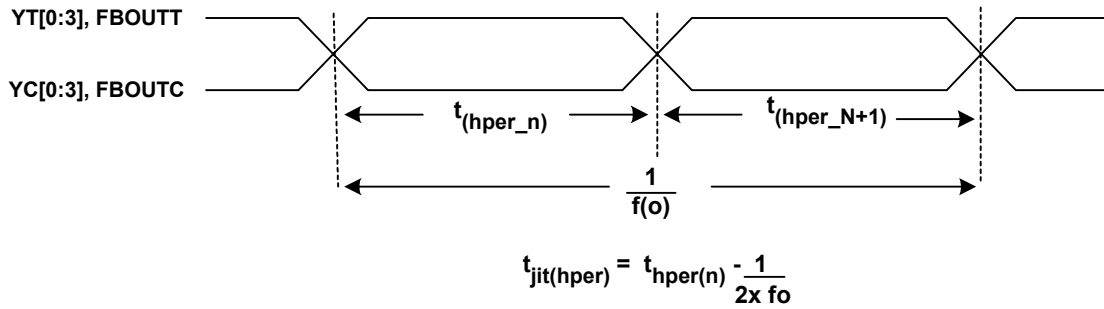 YT[0:3], FBOUTT
YC[0:3], FBOUTC
t(hper_n)
t(hper_N+1)
1
f(o)
tjit(hper) = thper(n) - 1
2x fo